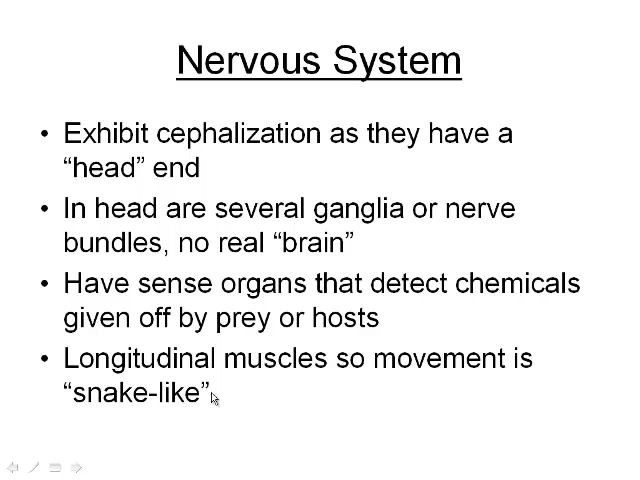 Nervous System
• Exhibit cephalization as they have a
“head” end
• In head are several ganglia or nerve
bundles, no real “brain”
• Have sense organs that detect chemicals
given off by prey or hosts
• Longitudinal muscles so movement is
“snake-like”